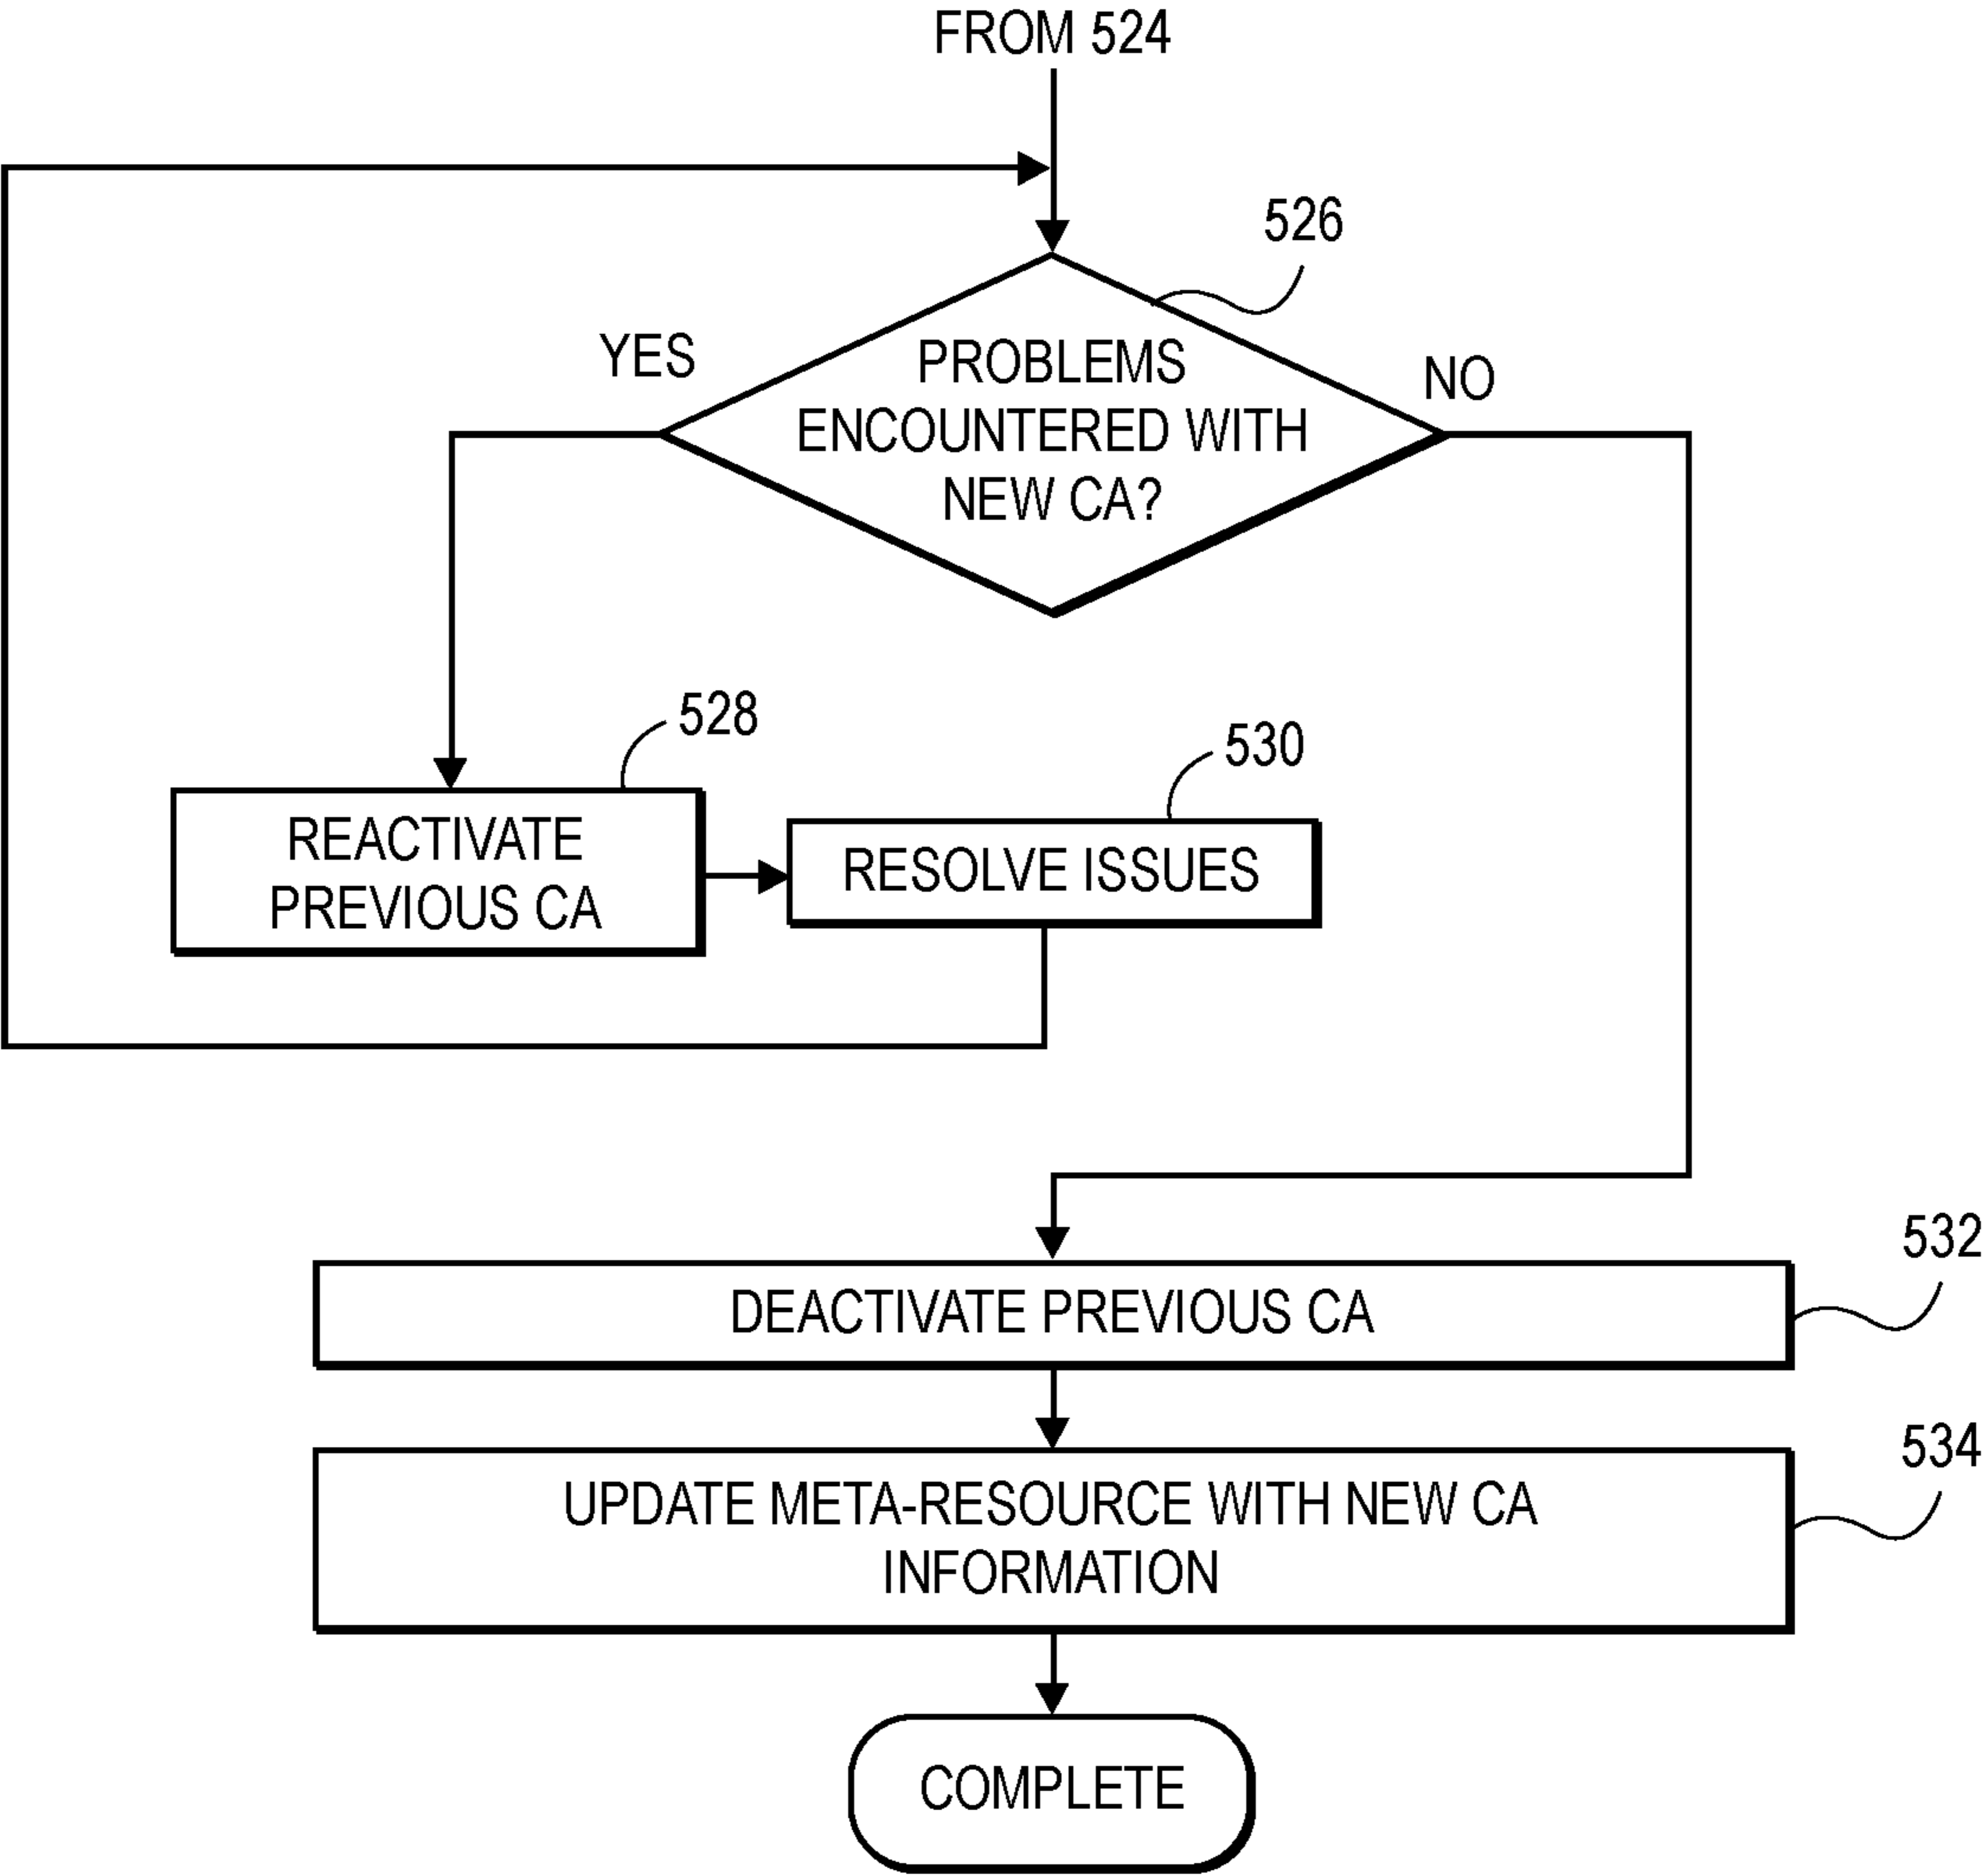 FROM 524
526
YES
PROBLEMS
ENCOUNTERED WITH
NEW CA?
NO
528
530
REACTIVATE
PREVIOUS CA
RESOLVE ISSUES
532
DEACTIVATE PREVIOUS CA
534
UPDATE META-RESOURCE WITH NEW CA
INFORMATION
COMPLETE